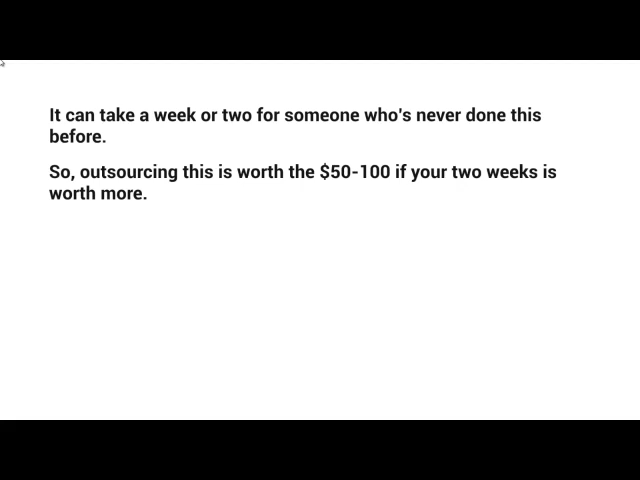 It can take a week or two for someone who's never done this
before.
So, outsourcing this is worth the $50-100 if your two weeks is
worth more.